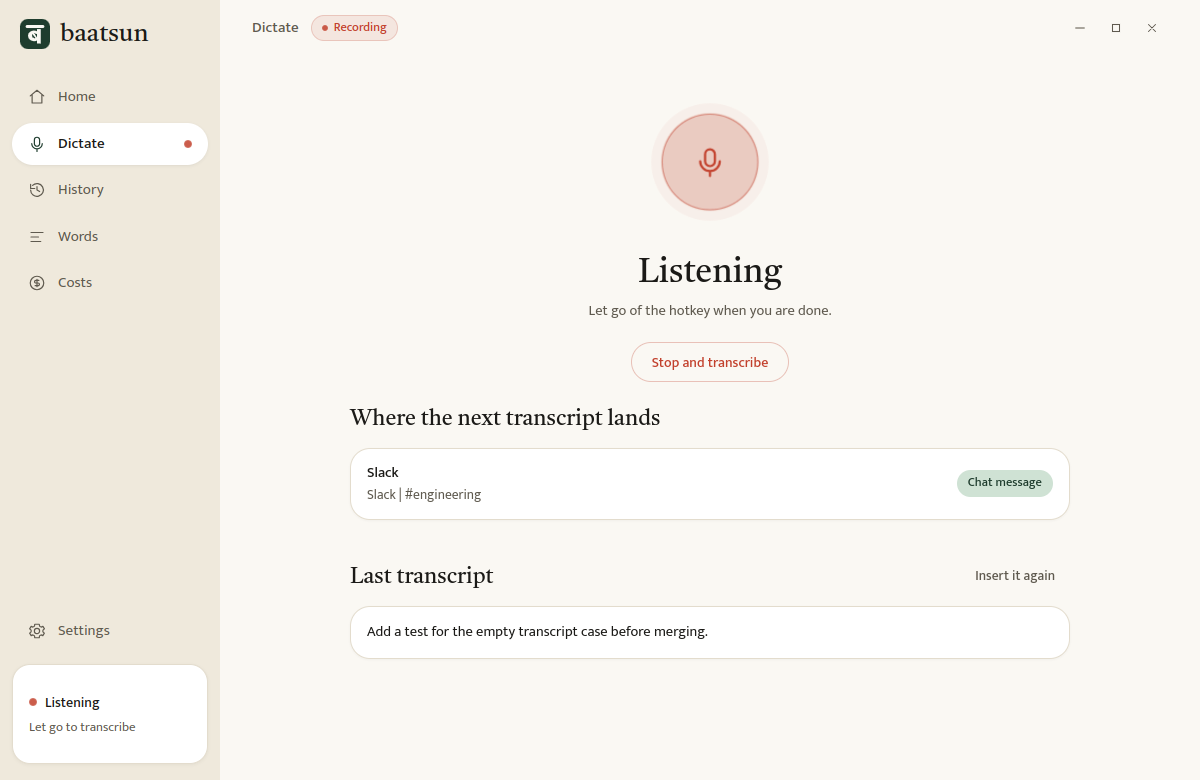 ब
baatsun
Home
Dictate
History
Words
Costs
Settings
Listening
Let go to transcribe
Dictate
Recording
Listening
Let go of the hotkey when you are done.
Stop and transcribe
Where the next transcript lands
Slack
Slack | #engineering
Chat message
Last transcript
Insert it again
Add a test for the empty transcript case before merging.